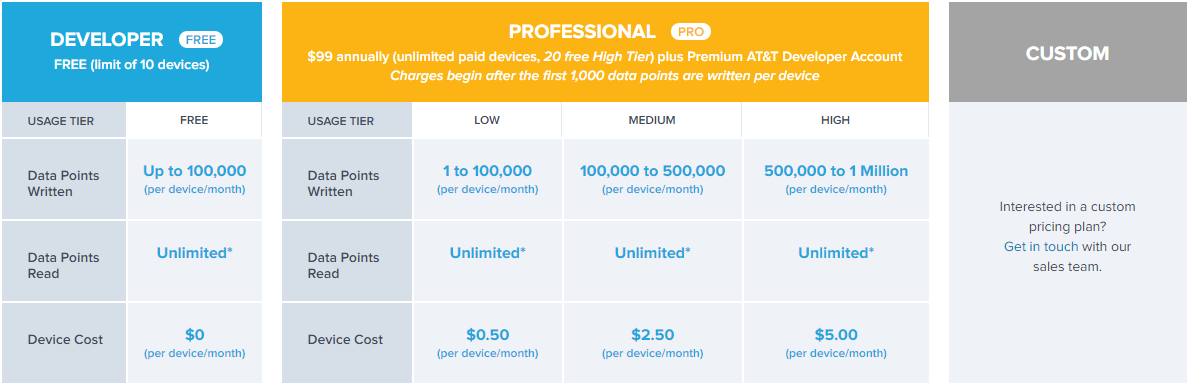 DEVELOPER FREE
FREE (limit of 10 devices)
USAGE TIER FREE
Data Points Written Up to 100,000 (per device/month)
Data Points Read Unlimited*
Device Cost $0 (per device/month)
PROFESSIONAL PRO
$99 annually (unlimited paid devices, 20 free High Tier) plus Premium AT&T Developer Account
Charges begin after the first 1,000 data points are written per device
USAGE TIER LOW MEDIUM HIGH
Data Points Written 1 to 100,000 (per device/month) 100,000 to 500,000 (per device/month) 500,000 to 1 Million (per device/month)
Data Points Read Unlimited* Unlimited* Unlimited*
Device Cost $0.50 (per device/month) $2.50 (per device/month) $5.00 (per device/month)
CUSTOM
Interested in a custom
pricing plan?
Get in touch with our
sales team.